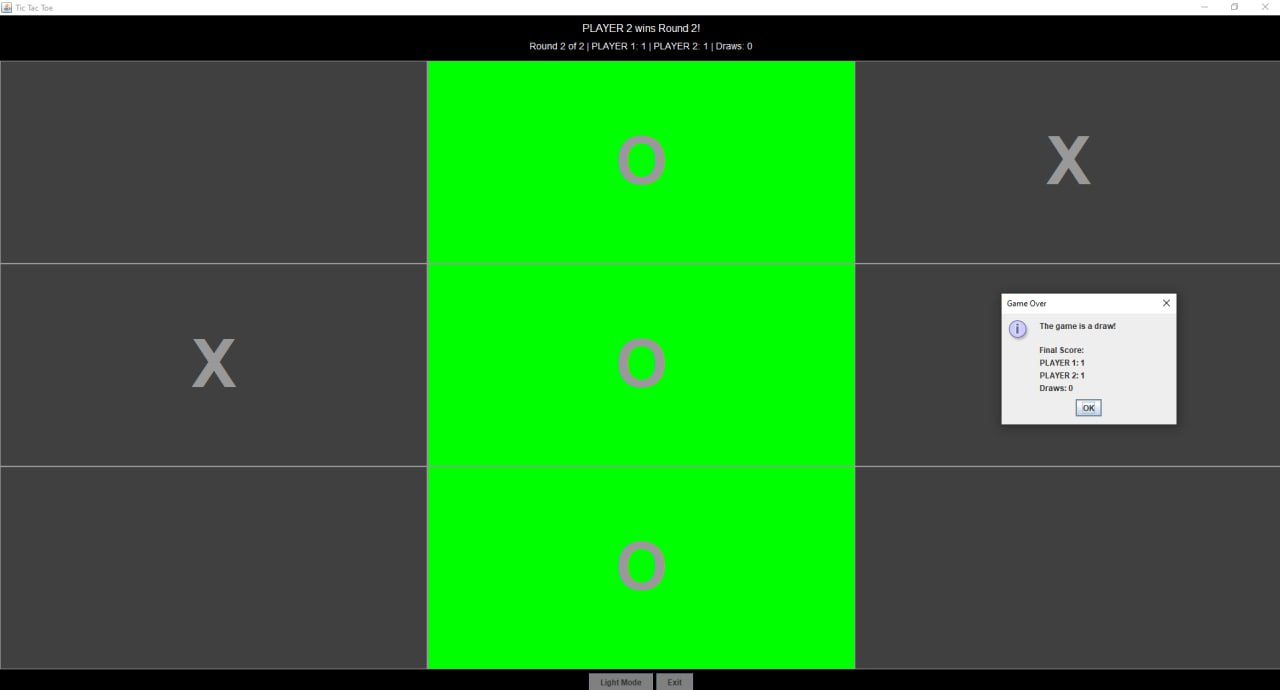 Tic Tac Toe
PLAYER 2 wins Round 2!
Round 2 of 2 | PLAYER 1: 1 | PLAYER 2: 1 | Draws: 0
O
X
X
O
Game Over
The game is a draw!
Final Score:
PLAYER 1: 1
PLAYER 2: 1
Draws: 0
OK
O
Light Mode
Exit